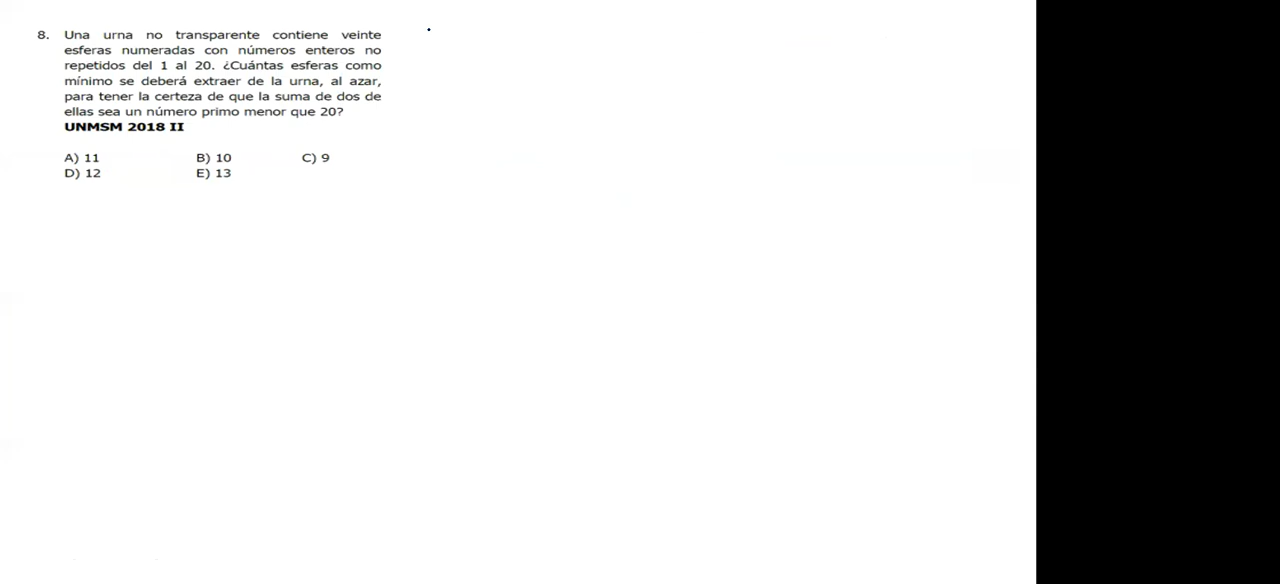 8. Una urna no transparente contiene veinte
esferas numeradas con números enteros no
repetidos del 1 al 20. ¿Cuántas esferas como
mínimo se deberá extraer de la urna, al azar,
para tener la certeza de que la suma de dos de
ellas sea un número primo menor que 20?
UNMSM 2018 II
A) 11 B) 10 C) 9
D) 12 E) 13